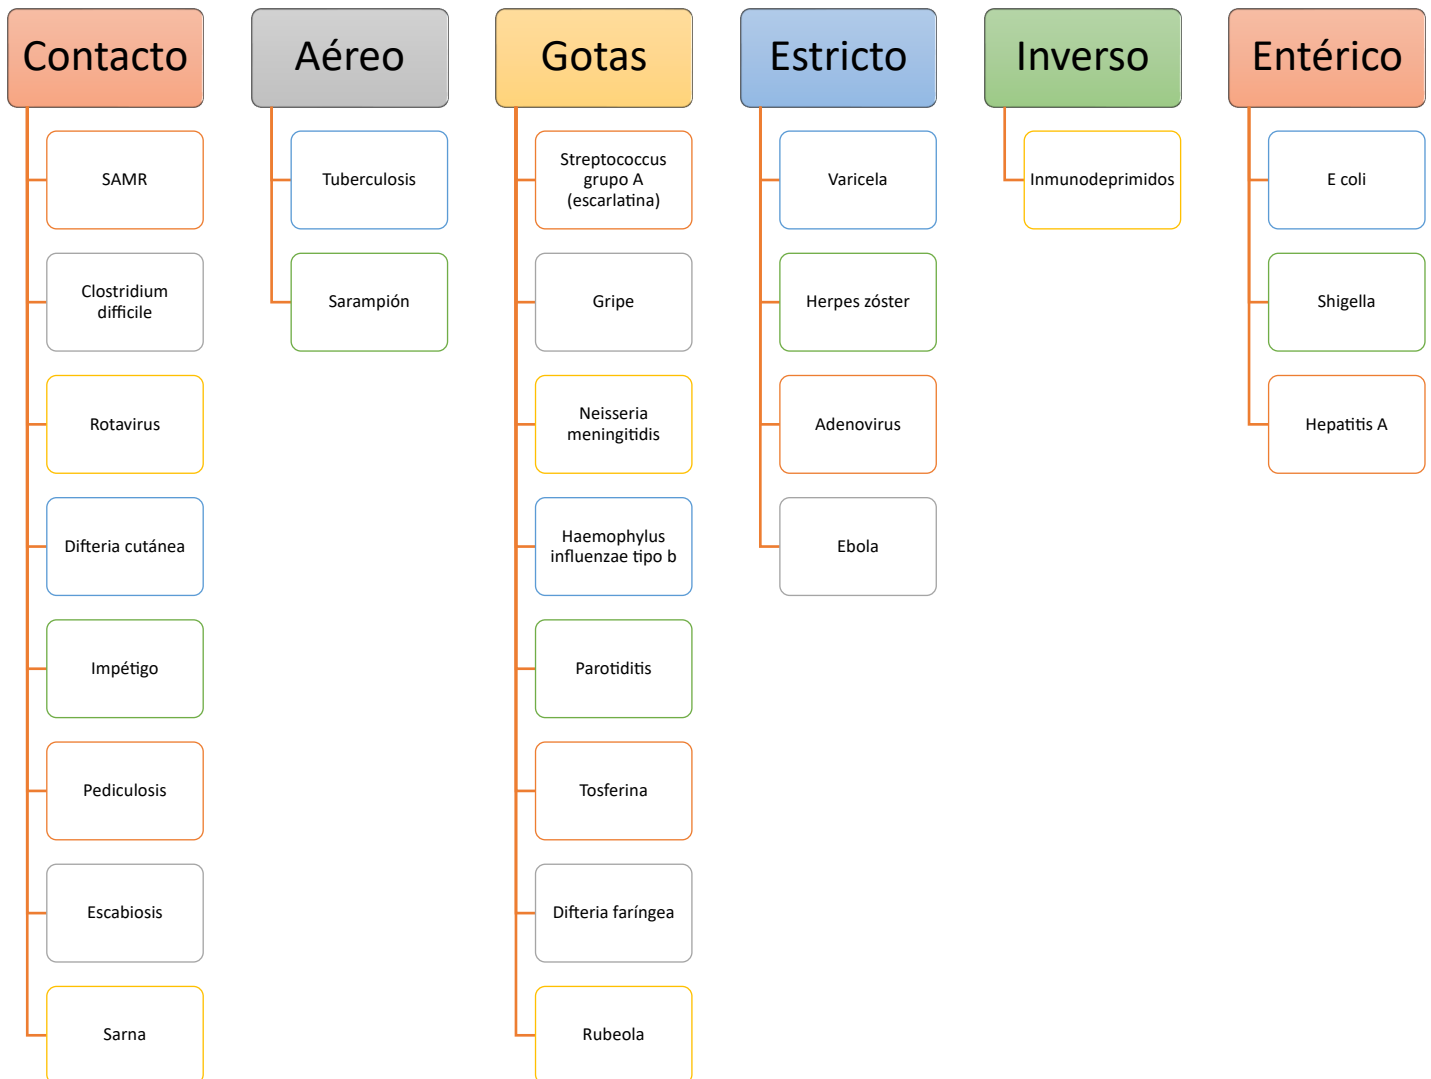 Contacto
SAMR
Clostridium
difficile
Rotavirus
Difteria cutánea
Impétigo
Pediculosis
Escabiosis
Sarna
Aéreo
Tuberculosis
Sarampión
Gotas
Streptococcus
grupo A
(escarlatina)
Gripe
Neisseria
meningitidis
Haemophylus
influenzae tipo b
Parotiditis
Tosferina
Difteria faríngea
Rubeola
Estricto
Varicela
Herpes zóster
Adenovirus
Ebola
Inverso
Inmunodeprimidos
Entérico
E coli
Shigella
Hepatitis A